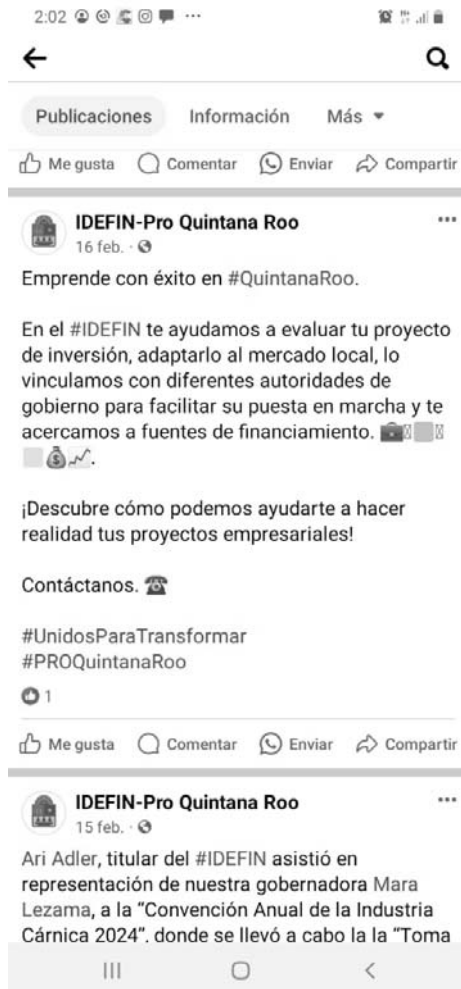 2:02
Publicaciones Información Más
Me gusta Comentar Enviar Compartir
IDEFIN-Pro Quintana Roo
16 feb. ·
Emprende con éxito en #QuintanaRoo.
En el #IDEFIN te ayudamos a evaluar tu proyecto
de inversión, adaptarlo al mercado local, lo
vinculamos con diferentes autoridades de
gobierno para facilitar su puesta en marcha y te
acercamos a fuentes de financiamiento. 💼
💰📈.
¡Descubre cómo podemos ayudarte a hacer
realidad tus proyectos empresariales!
Contáctanos. ☎
#UnidosParaTransformar
#PROQuintanaRoo
1
Me gusta Comentar Enviar Compartir
IDEFIN-Pro Quintana Roo
15 feb. ·
Ari Adler, titular del #IDEFIN asistió en
representación de nuestra gobernadora Mara
Lezama, a la “Convención Anual de la Industria
Cárnica 2024”, donde se llevó a cabo la la “Toma